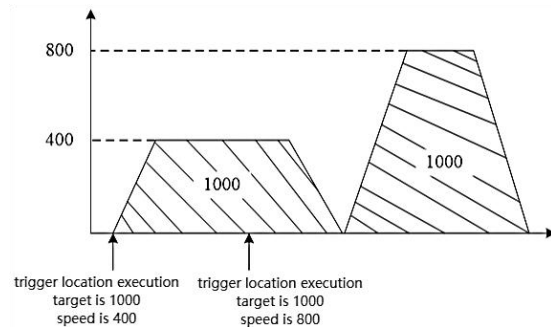 800
400
1000
1000
trigger location execution
target is 1000
speed is 400
trigger location execution
target is 1000
speed is 800